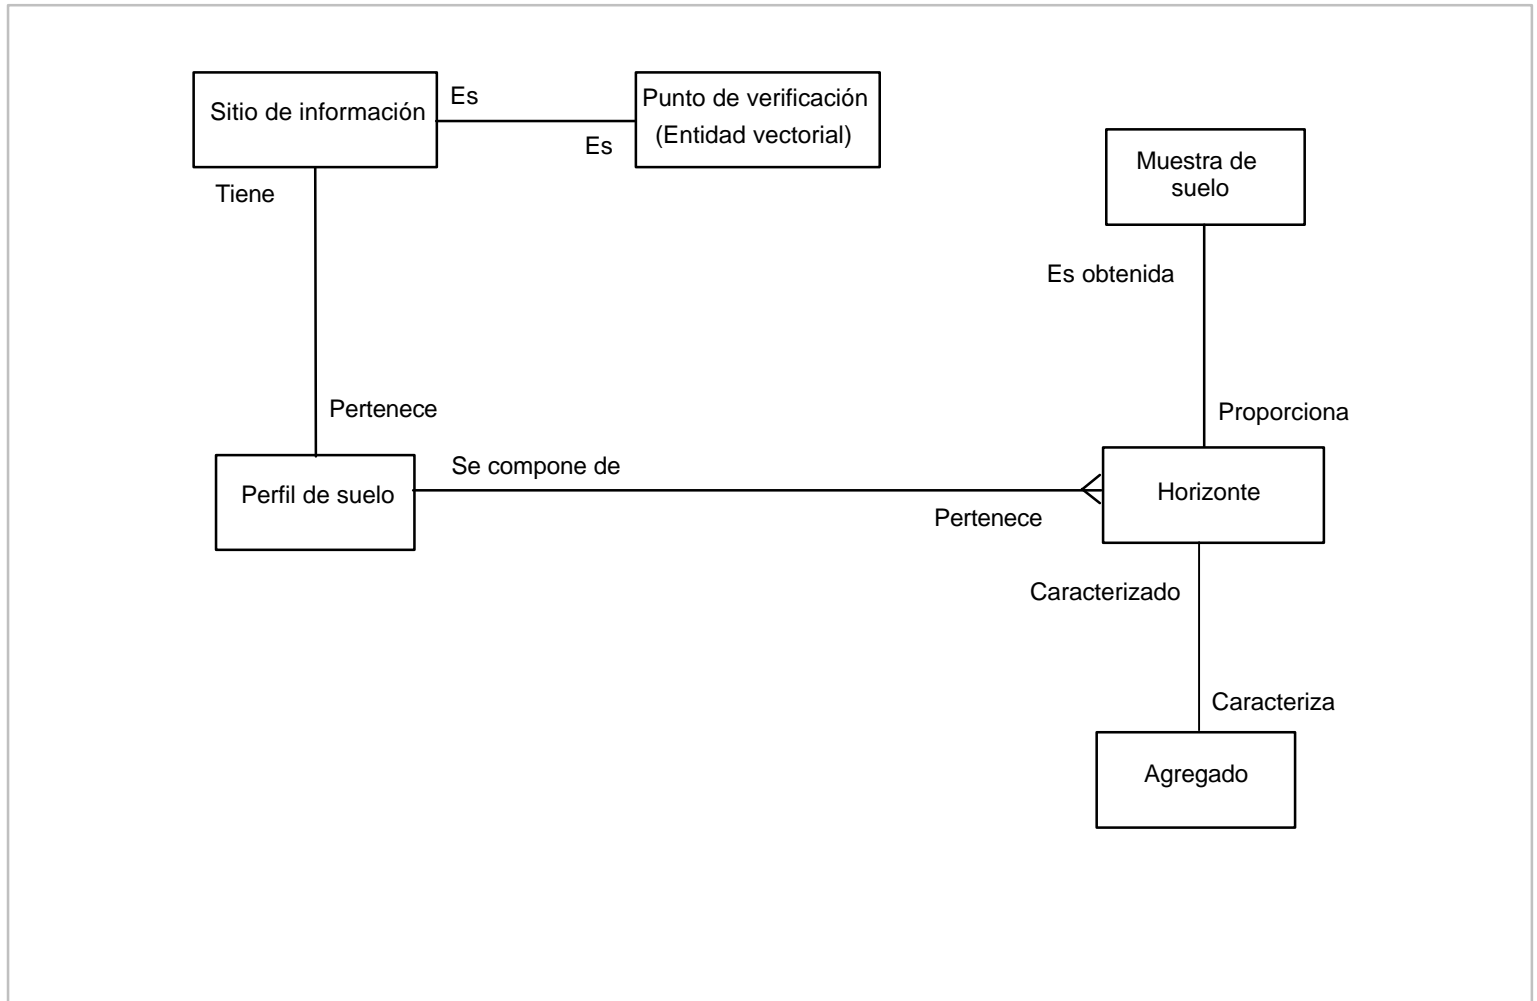 Sitio de información
Es
Es
Punto de verificación
(Entidad vectorial)
Muestra de
suelo
Tiene
Es obtenida
Pertenece
Proporciona
Perfil de suelo
Se compone de
Pertenece
Horizonte
Caracterizado
Caracteriza
Agregado